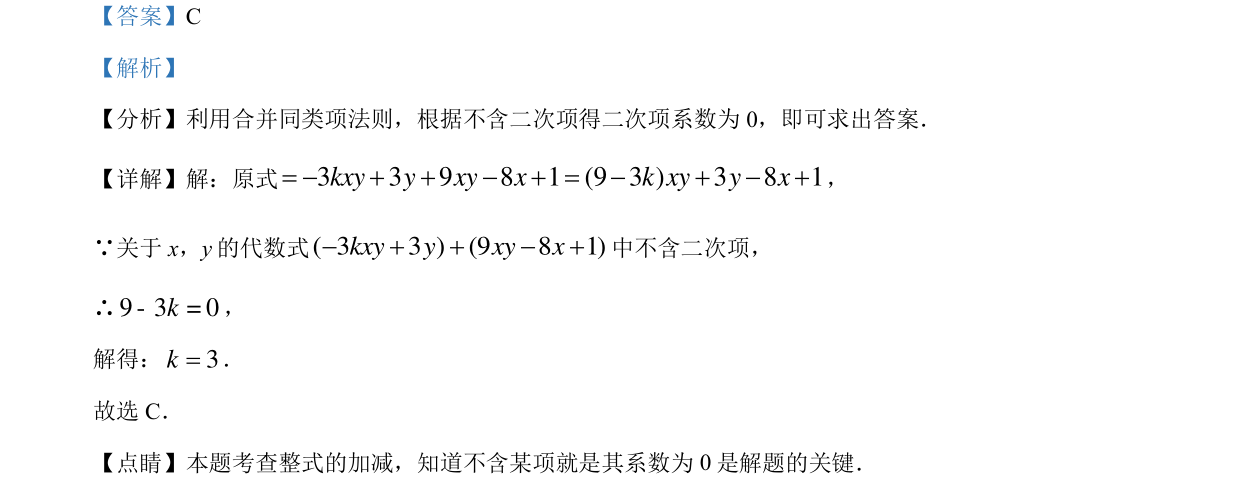 【答案】C
【解析】
【分析】利用合并同类项法则，根据不含二次项得二次项系数为 0，即可求出答案．
【详解】解：原式=−3kxy+3y+9xy−8x+1=(9−3k)xy+3y−8x+1，
∵关于 x，y 的代数式(−3kxy+3y)+(9xy−8x+1)中不含二次项，
∴9- 3k=0，
解得：k=3．
故选 C．
【点睛】本题考查整式的加减，知道不含某项就是其系数为 0 是解题的关键．